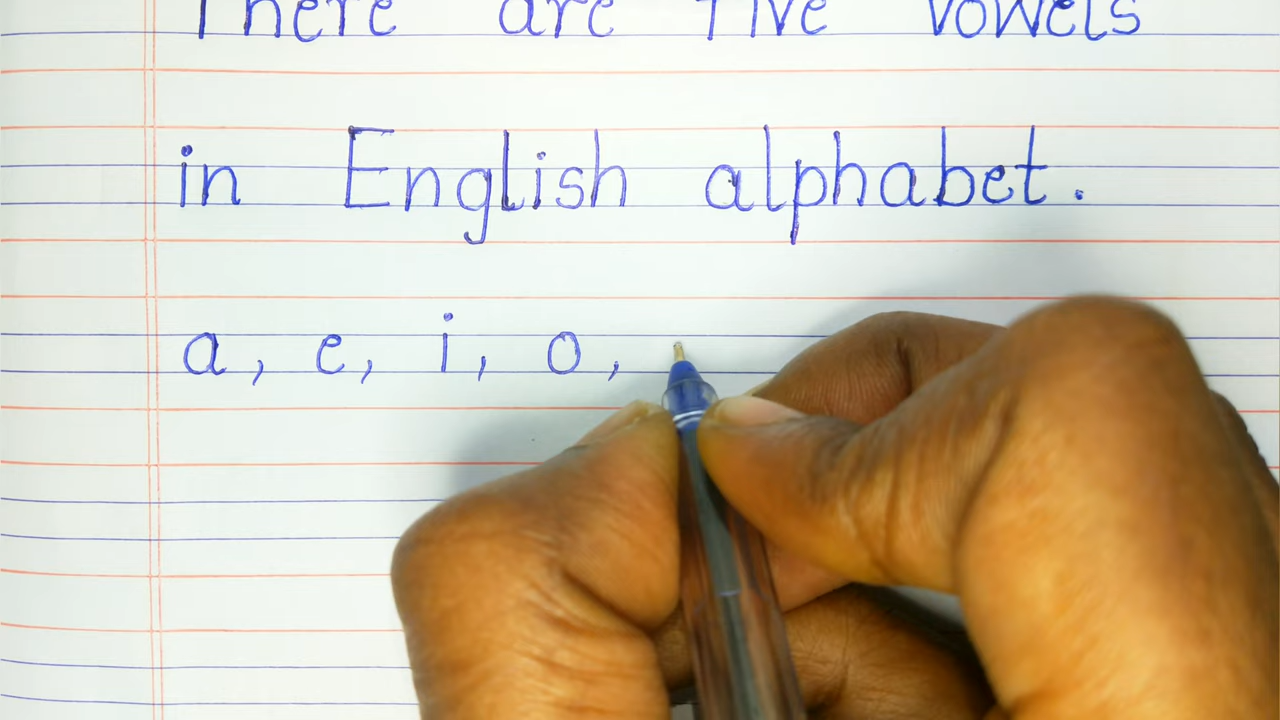 There are five vowels
in English alphabet.
a, e, i, o,